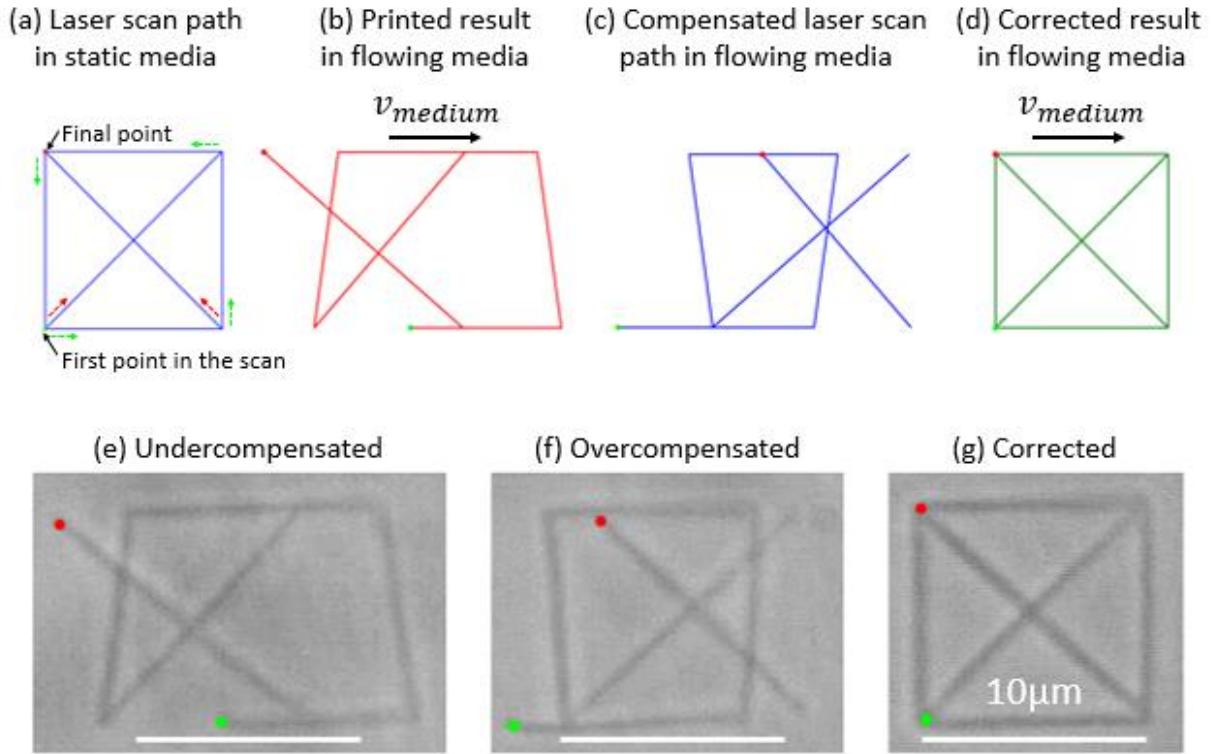 (a) Laser scan path
in static media
(b) Printed result
in flowing media
(c) Compensated laser scan
path in flowing media
(d) Corrected result
in flowing media
v_medium
v_medium
Final point
First point in the scan
(e) Undercompensated
(f) Overcompensated
(g) Corrected
10μm